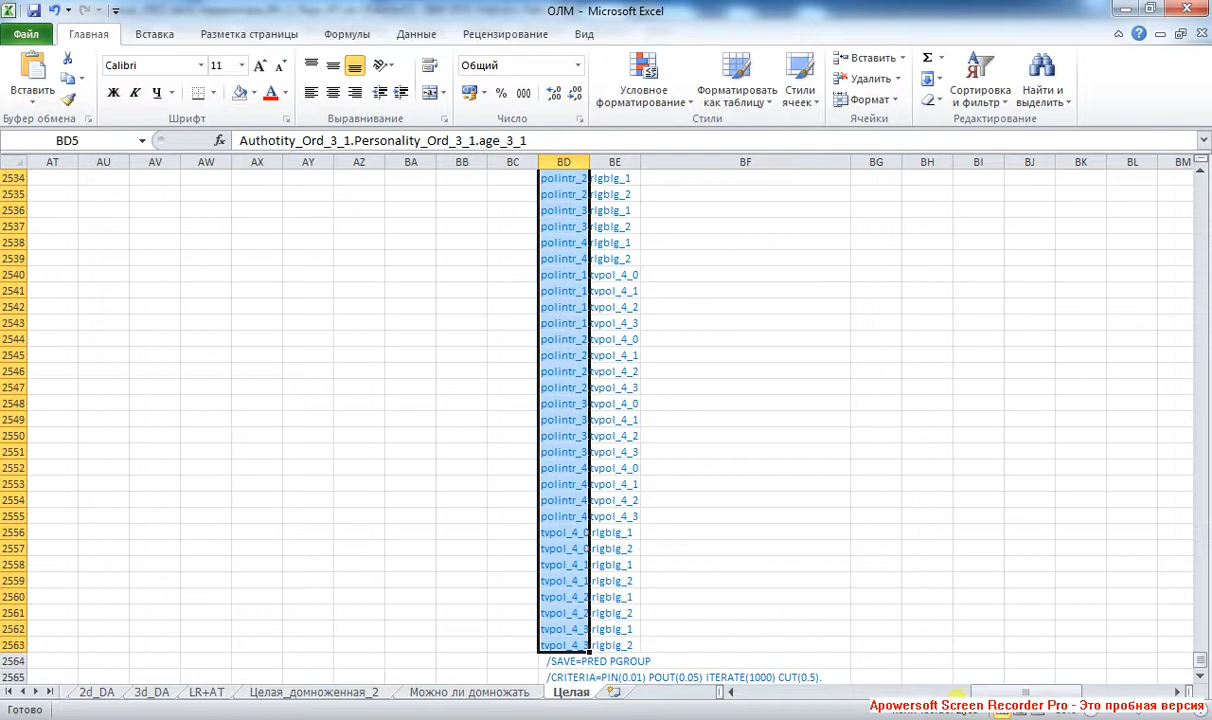 ОЛМ - Microsoft Excel
Файл Главная Вставка Разметка страницы Формулы Данные Рецензирование Вид
Calibri 11 Общий Вставить Ж К Ч Условное форматирование Форматировать как таблицу Стили ячеек Вставить Удалить Формат Сортировка и фильтр Найти и выделить
Буфер обмена Шрифт Выравнивание Число Стили Ячейки Редактирование
BD5 fx Authotity_Ord_3_1.Personality_Ord_3_1.age_3_1
AT AU AV AW AX AY AZ BA BB BC BD BE BF BG BH BI BJ BK BL BM
2534 polintr_2 rlgblg_1
2535 polintr_2 rlgblg_2
2536 polintr_3 rlgblg_1
2537 polintr_3 rlgblg_2
2538 polintr_4 rlgblg_1
2539 polintr_4 rlgblg_2
2540 polintr_1 tvpol_4_0
2541 polintr_1 tvpol_4_1
2542 polintr_1 tvpol_4_2
2543 polintr_1 tvpol_4_3
2544 polintr_2 tvpol_4_0
2545 polintr_2 tvpol_4_1
2546 polintr_2 tvpol_4_2
2547 polintr_2 tvpol_4_3
2548 polintr_3 tvpol_4_0
2549 polintr_3 tvpol_4_1
2550 polintr_3 tvpol_4_2
2551 polintr_3 tvpol_4_3
2552 polintr_4 tvpol_4_0
2553 polintr_4 tvpol_4_1
2554 polintr_4 tvpol_4_2
2555 polintr_4 tvpol_4_3
2556 tvpol_4_0 rlgblg_1
2557 tvpol_4_0 rlgblg_2
2558 tvpol_4_1 rlgblg_1
2559 tvpol_4_1 rlgblg_2
2560 tvpol_4_2 rlgblg_1
2561 tvpol_4_2 rlgblg_2
2562 tvpol_4_3 rlgblg_1
2563 tvpol_4_3 rlgblg_2
2564 /SAVE=PRED PGROUP
2565 /CRITERIA=PIN(0.01) POUT(0.05) ITERATE(1000) CUT(0.5).
2d_DA 3d_DA LR+AT Целая_домноженная_2 Можно ли домножать Целая
Готово
Apowersoft Screen Recorder Pro - Это пробная версия